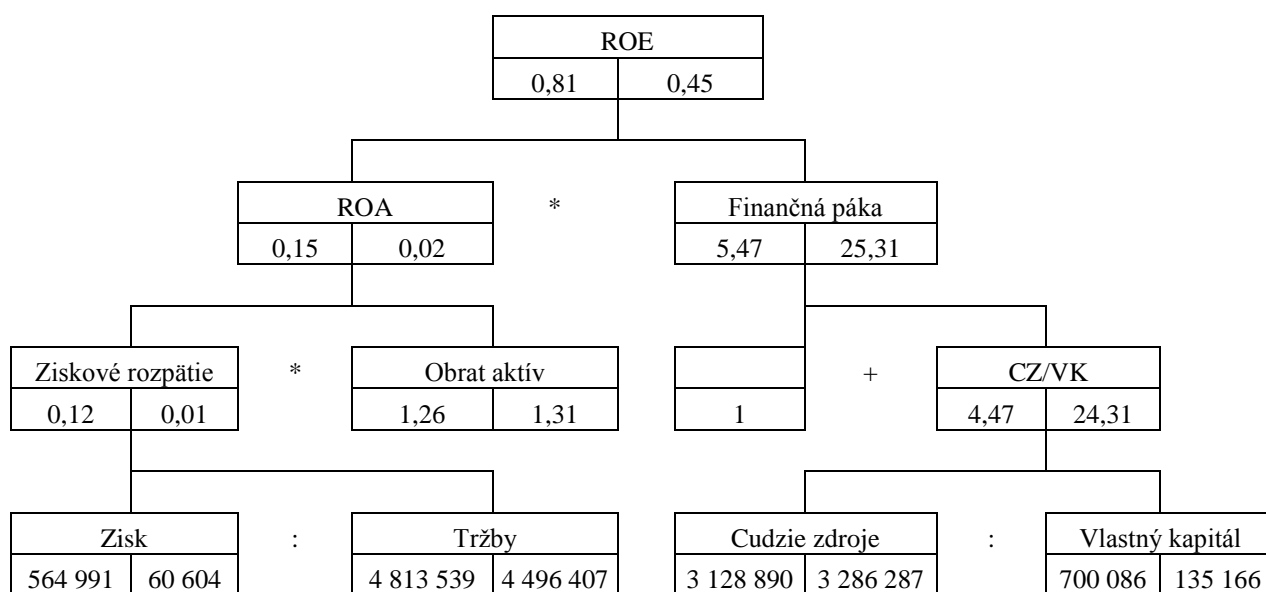 ROE
0,81 0,45
ROA * Finančná páka
0,15 0,02 5,47 25,31
Ziskové rozpätie * Obrat aktív + CZ/VK
0,12 0,01 1,26 1,31 1 4,47 24,31
Zisk : Tržby Cudzie zdroje : Vlastný kapitál
564 991 60 604 4 813 539 4 496 407 3 128 890 3 286 287 700 086 135 166